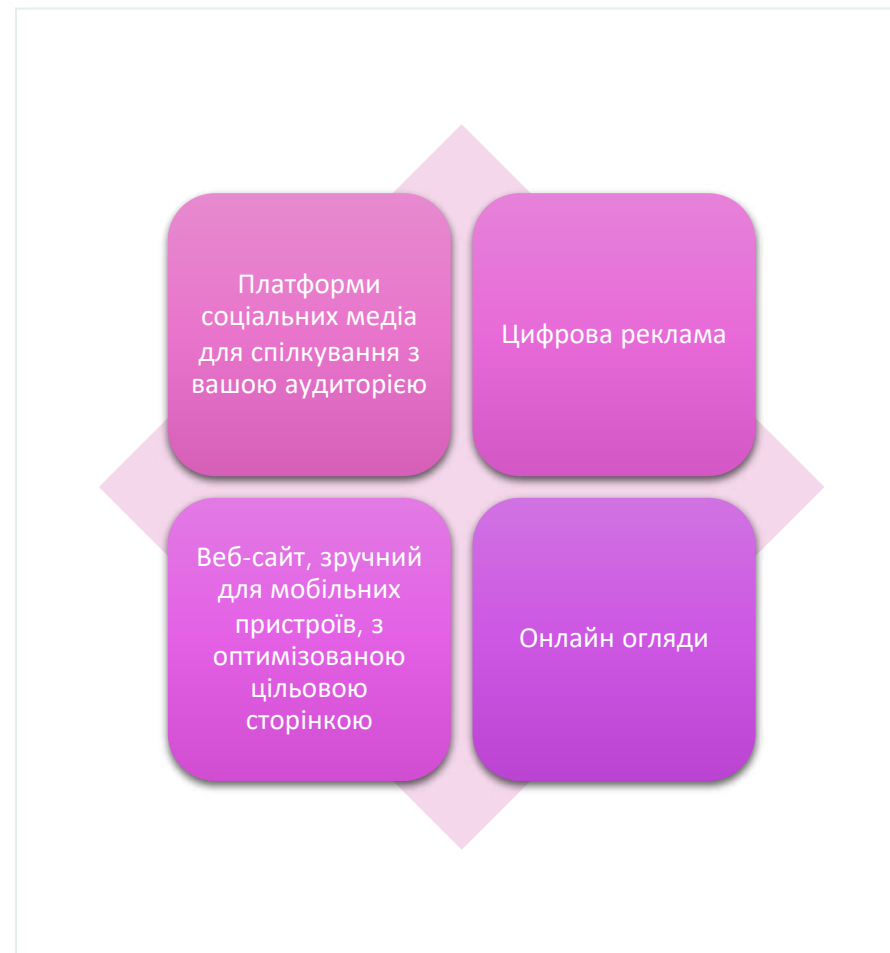 Платформи
соціальних медіа
для спілкування з
вашою аудиторією
Цифрова реклама
Веб-сайт, зручний
для мобільних
пристроїв, з
оптимізованою
цільовою
сторінкою
Онлайн огляди